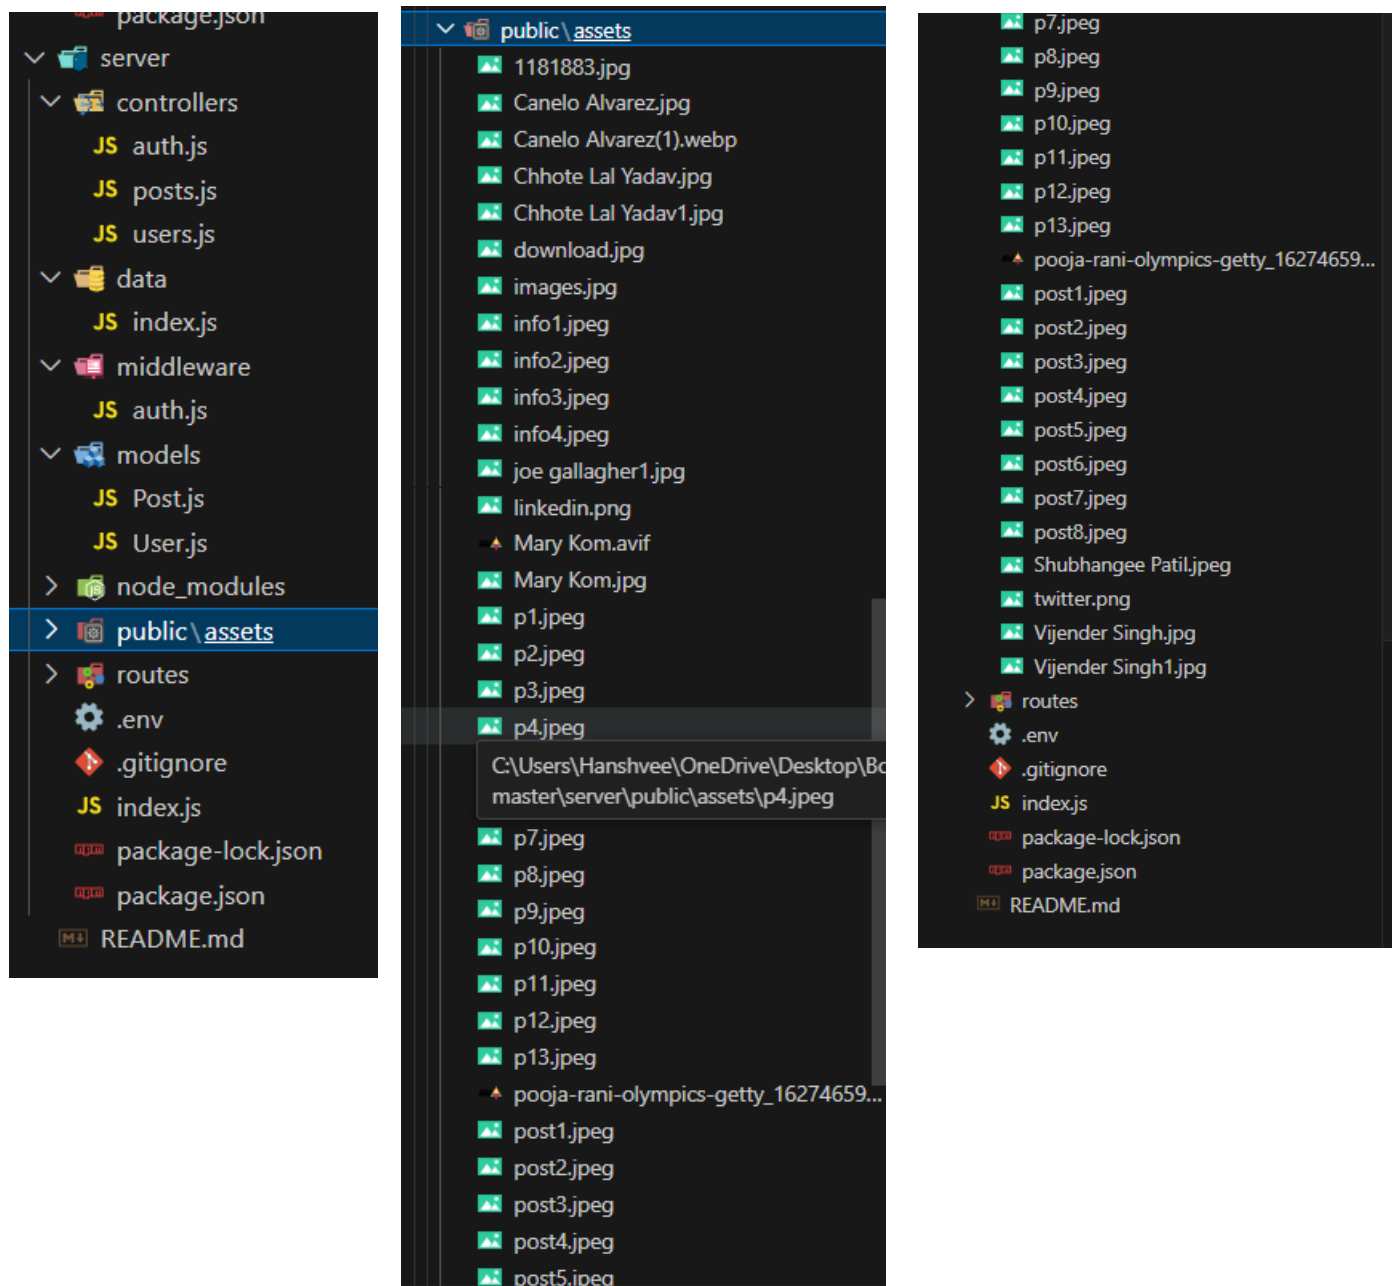 package.json
server
controllers
JS auth.js
JS posts.js
JS users.js
data
JS index.js
middleware
JS auth.js
models
JS Post.js
JS User.js
node_modules
public\assets
routes
.env
.gitignore
JS index.js
package-lock.json
package.json
README.md
public\assets
1181883.jpg
Canelo Alvarez.jpg
Canelo Alvarez(1).webp
Chhote Lal Yadav.jpg
Chhote Lal Yadav1.jpg
download.jpg
images.jpg
info1.jpeg
info2.jpeg
info3.jpeg
info4.jpeg
joe gallagher1.jpg
linkedin.png
Mary Kom.avif
Mary Kom.jpg
p1.jpeg
p2.jpeg
p3.jpeg
p4.jpeg
C:\Users\Hanshvee\OneDrive\Desktop\Bo
master\server\public\assets\p4.jpeg
p7.jpeg
p8.jpeg
p9.jpeg
p10.jpeg
p11.jpeg
p12.jpeg
p13.jpeg
pooja-rani-olympics-getty_16274659...
post1.jpeg
post2.jpeg
post3.jpeg
post4.jpeg
post5.jpeg
p7.jpeg
p8.jpeg
p9.jpeg
p10.jpeg
p11.jpeg
p12.jpeg
p13.jpeg
pooja-rani-olympics-getty_16274659...
post1.jpeg
post2.jpeg
post3.jpeg
post4.jpeg
post5.jpeg
post6.jpeg
post7.jpeg
post8.jpeg
Shubhangee Patil.jpeg
twitter.png
Vijender Singh.jpg
Vijender Singh1.jpg
routes
.env
.gitignore
JS index.js
package-lock.json
package.json
README.md